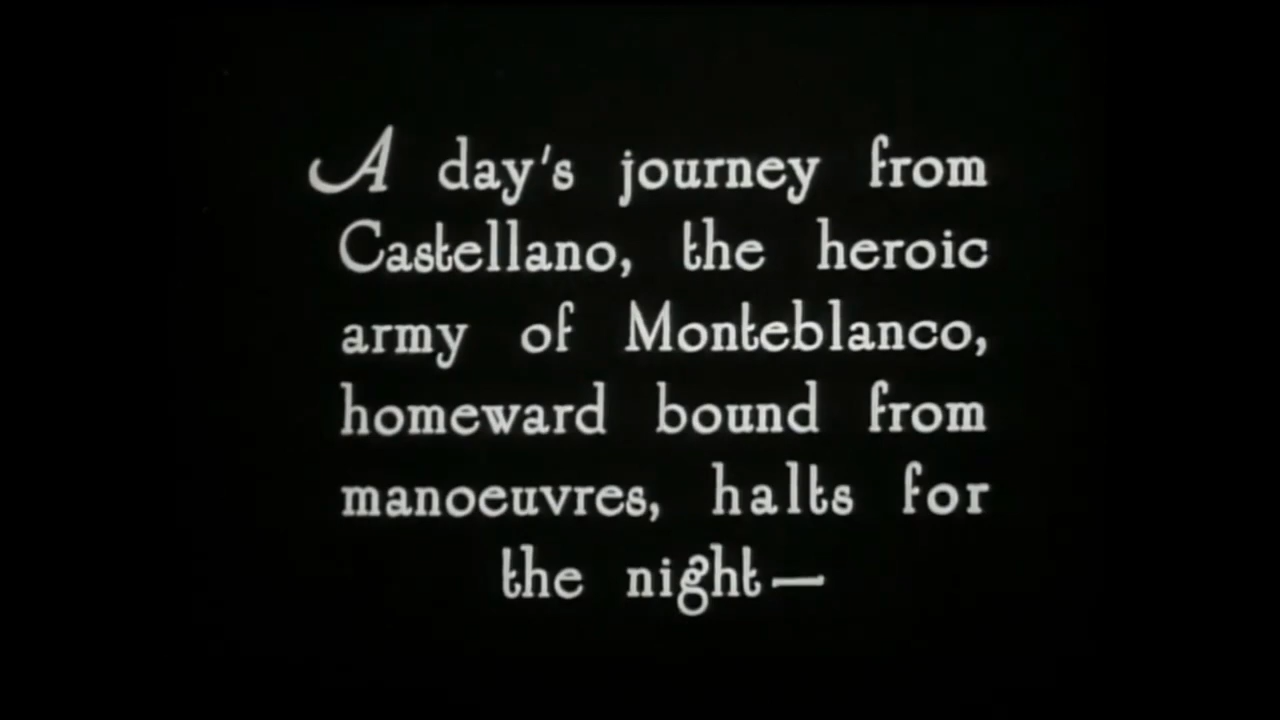 A day's journey from
Castellano, the heroic
army of Monteblanco,
homeward bound from
manoeuvres, halts for
the night—